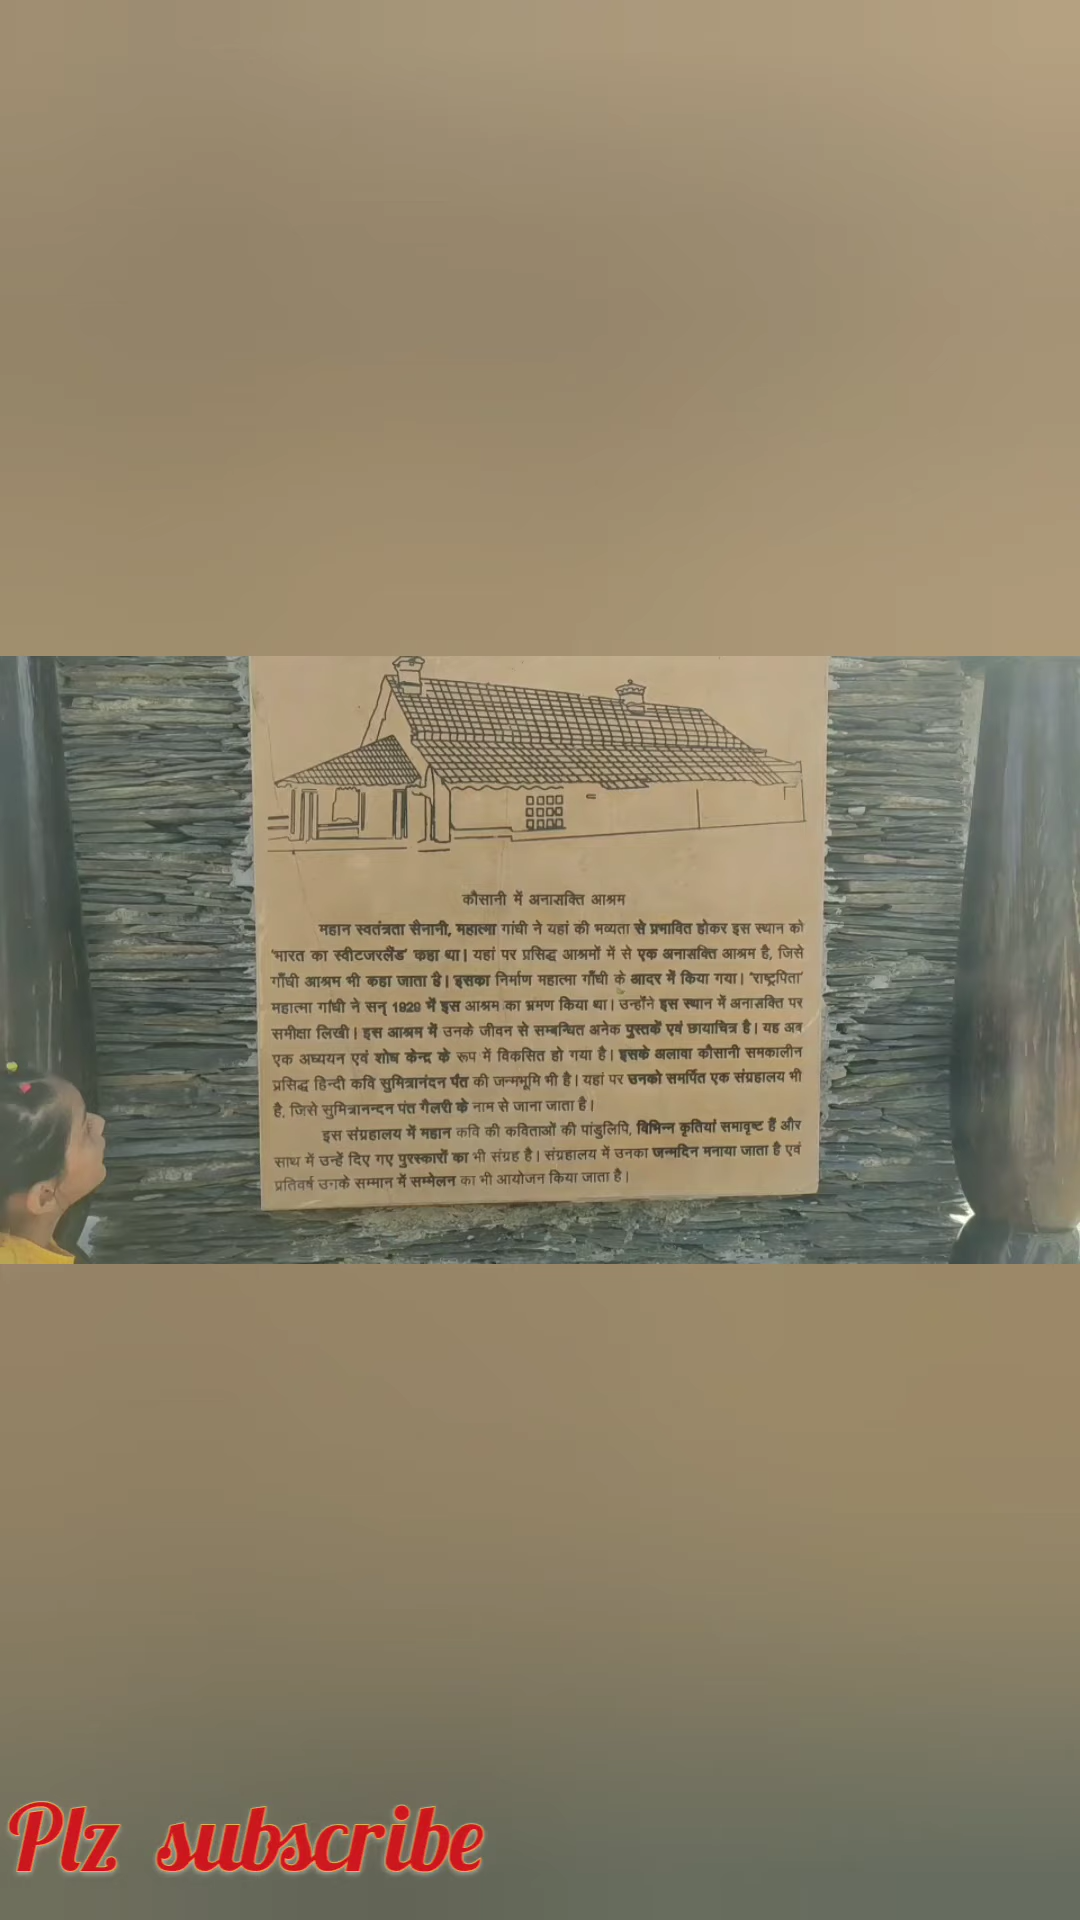 कौसानी में अनासक्ति आश्रम
महान स्वतंत्रता सैनानी, महात्मा गांधी ने यहां की भव्यता से प्रभावित होकर इस स्थान को
'भारत का स्वीटजरलैंड' कहा था। यहां पर प्रसिद्ध आश्रमों में से एक अनासक्ति आश्रम है, जिसे
गाँधी आश्रम भी कहा जाता है। इसका निर्माण महात्मा गाँधी के आदर में किया गया। 'राष्ट्रपिता'
महात्मा गांधी ने सन् 1929 में इस आश्रम का भ्रमण किया था। उन्होंने इस स्थान में अनासक्ति पर
समीक्षा लिखी। इस आश्रम में उनके जीवन से सम्बन्धित अनेक पुस्तकें एवं छायाचित्र है। यह अब
एक अध्ययन एवं शोध केन्द्र के रूप में विकसित हो गया है। इसके अलावा कौसानी समकालीन
प्रसिद्ध हिन्दी कवि सुमित्रानंदन पंत की जन्मभूमि भी है। यहां पर उनको समर्पित एक संग्रहालय भी
है, जिसे सुमित्रानन्दन पंत गैलरी के नाम से जाना जाता है।
इस संग्रहालय में महान कवि की कविताओं की पांडुलिपि, विभिन्न कृतियां समावृष्ट हैं और
साथ में उन्हें दिए गए पुरस्कारों का भी संग्रह है। संग्रहालय में उनका जन्मदिन मनाया जाता है एवं
प्रतिवर्ष उनके सम्मान में सम्मेलन का भी आयोजन किया जाता है।
Plz subscribe